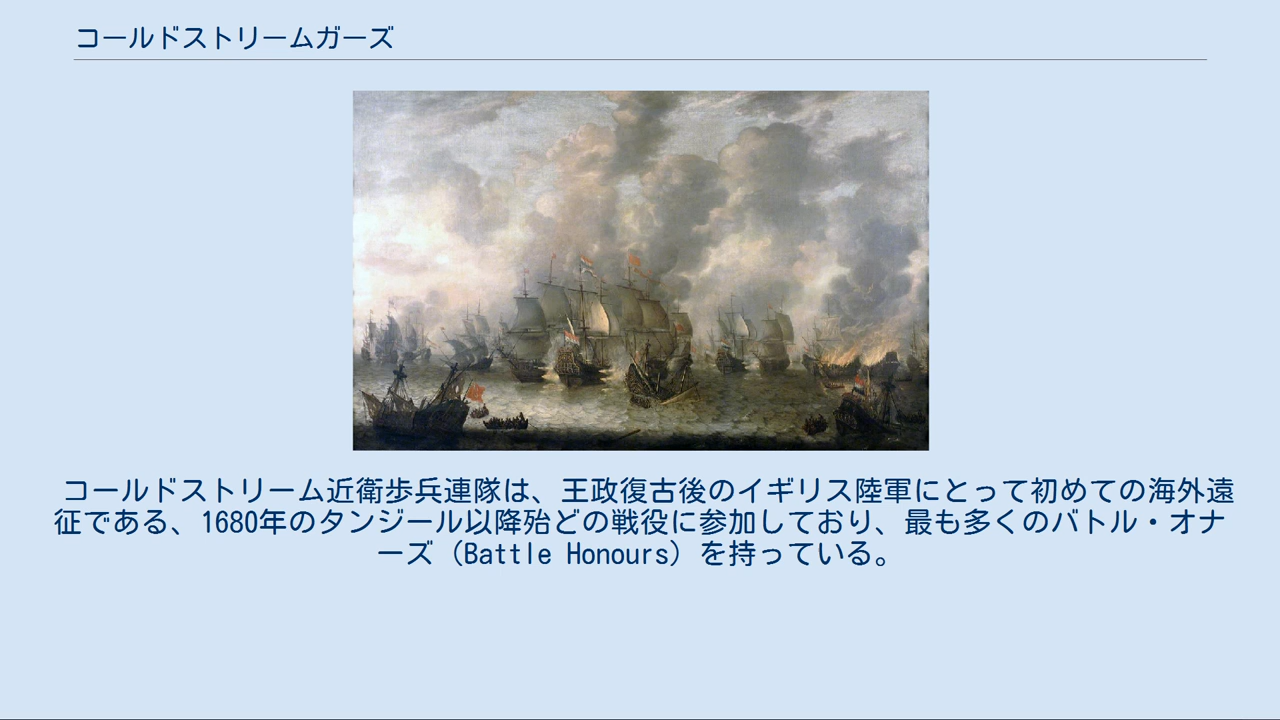 コールドストリームガーズ
コールドストリーム近衛歩兵連隊は、王政復古後のイギリス陸軍にとって初めての海外遠
征である、1680年のタンジール以降殆どの戦役に参加しており、最も多くのバトル・オナ
ーズ（Battle Honours）を持っている。